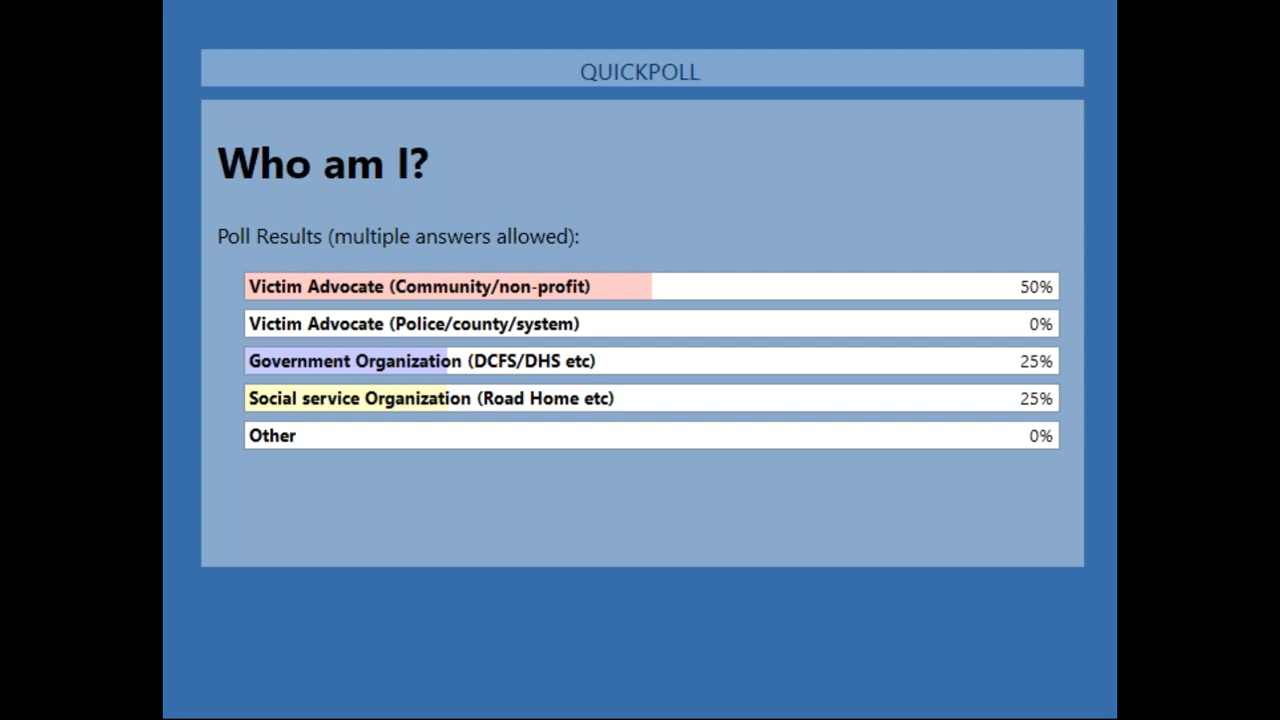 QUICKPOLL
Who am I?
Poll Results (multiple answers allowed):
Victim Advocate (Community/non-profit) 50%
Victim Advocate (Police/county/system) 0%
Government Organization (DCFS/DHS etc) 25%
Social service Organization (Road Home etc) 25%
Other 0%